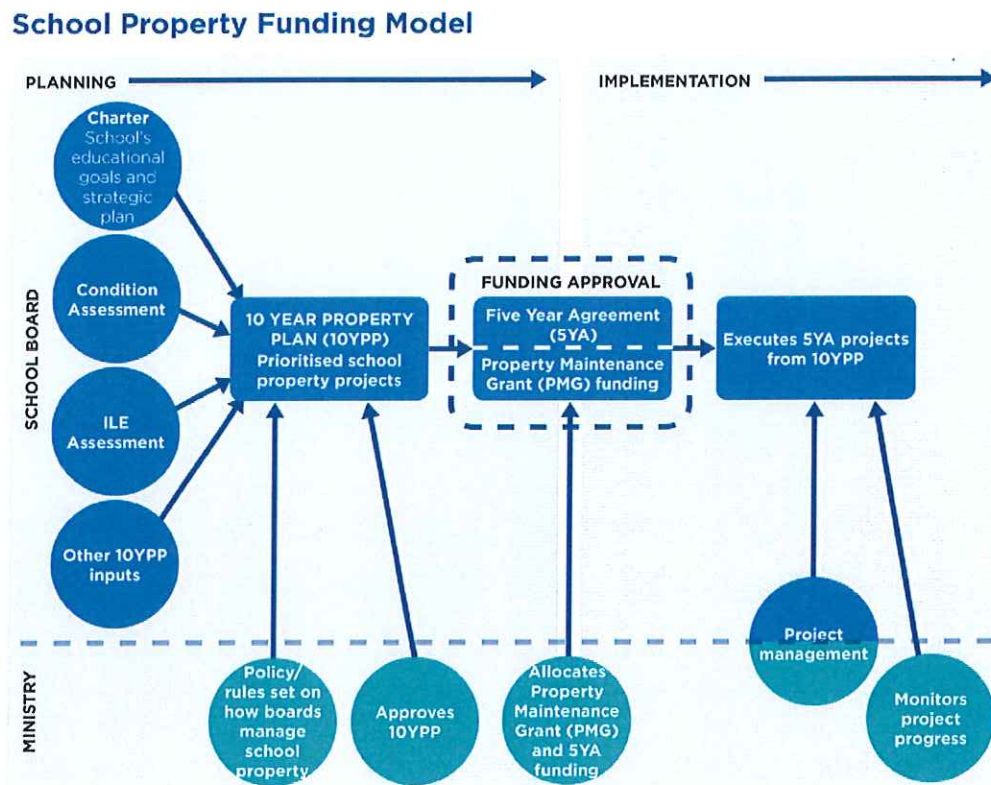 School Property Funding Model
PLANNING
IMPLEMENTATION
SCHOOL BOARD
Charter
School's
educational
goals and
strategic
plan
Condition
Assessment
ILE
Assessment
Other 10YPP
inputs
10 YEAR PROPERTY
PLAN (10YPP)
Prioritised school
property projects
FUNDING APPROVAL
Five Year Agreement
(5YA)
Property Maintenance
Grant (PMG) funding
Executes 5YA projects
from 10YPP
MINISTRY
Policy/
rules set on
how boards
manage
school
property
Approves
10YPP
Allocates
Property
Maintenance
Grant (PMG)
and 5YA
funding
Project
management
Monitors
project
progress